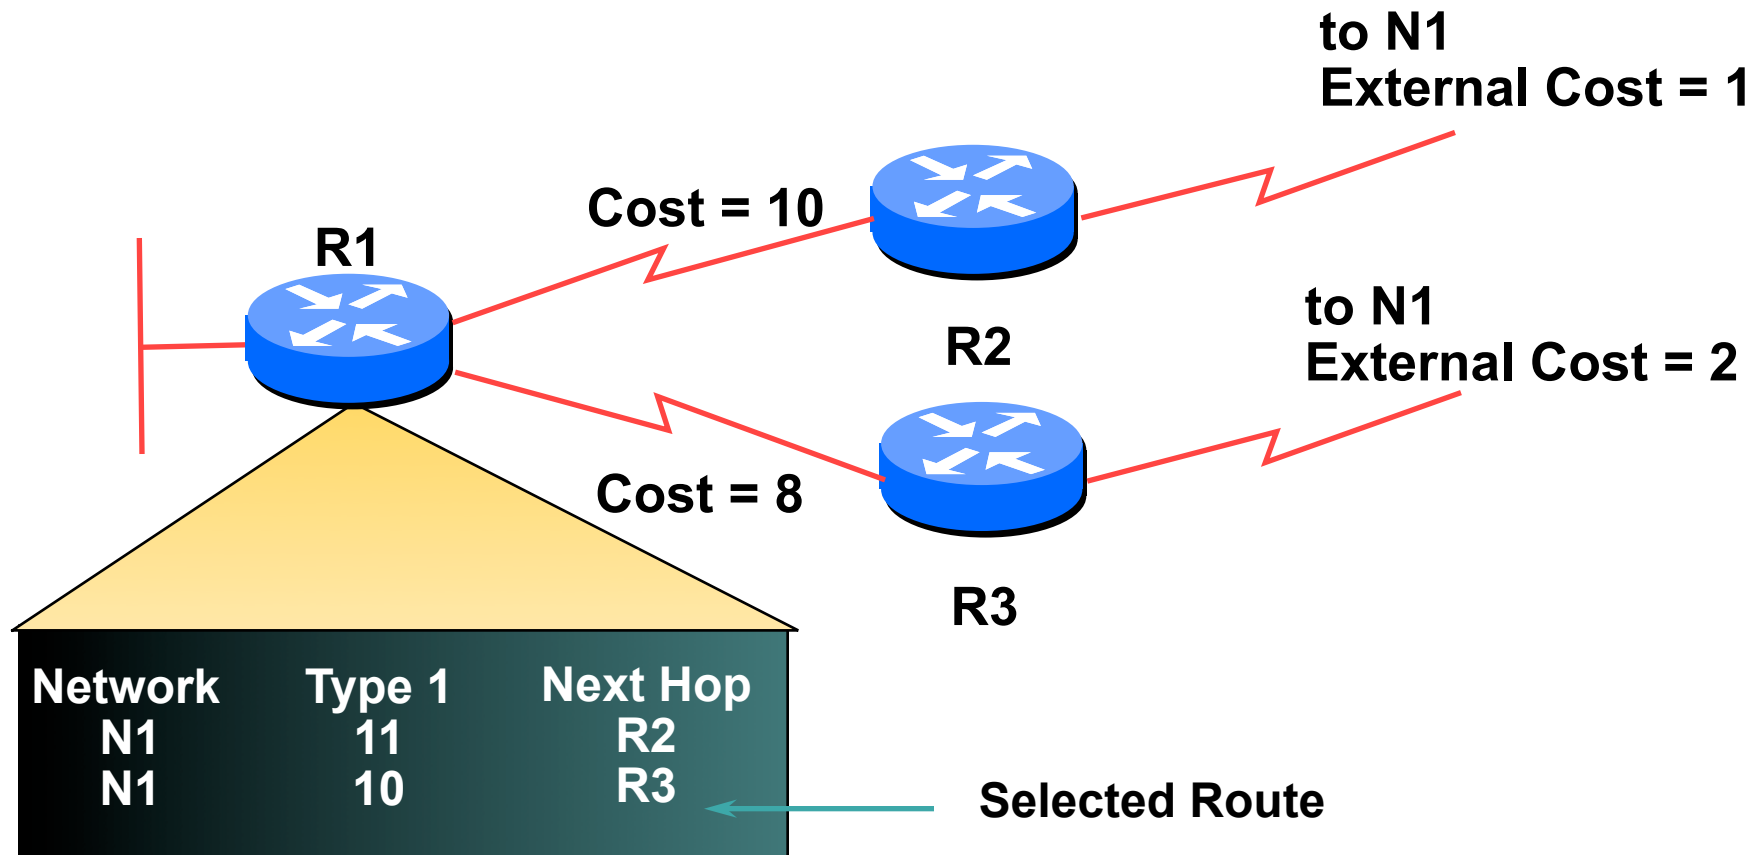 to N1
External Cost = 1
Cost = 10
R1
R2
to N1
External Cost = 2
Cost = 8
R3
Network Type 1 Next Hop
N1 11 R2
N1 10 R3
Selected Route